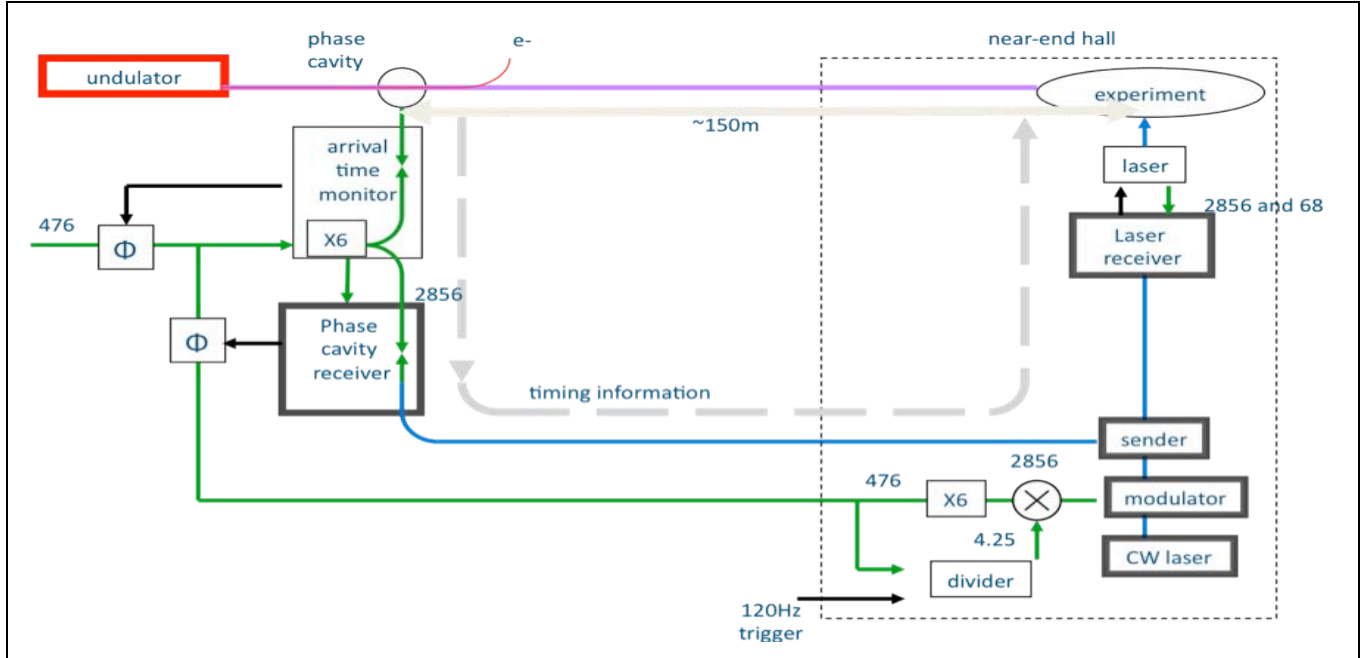 phase
cavity
e-
near-end hall
undulator
experiment
~150m
arrival
time
monitor
laser
476
Φ
X6
2856 and 68
Laser
receiver
2856
Φ
Phase
cavity
receiver
timing information
sender
476
X6
2856
modulator
4.25
divider
CW laser
120Hz
trigger